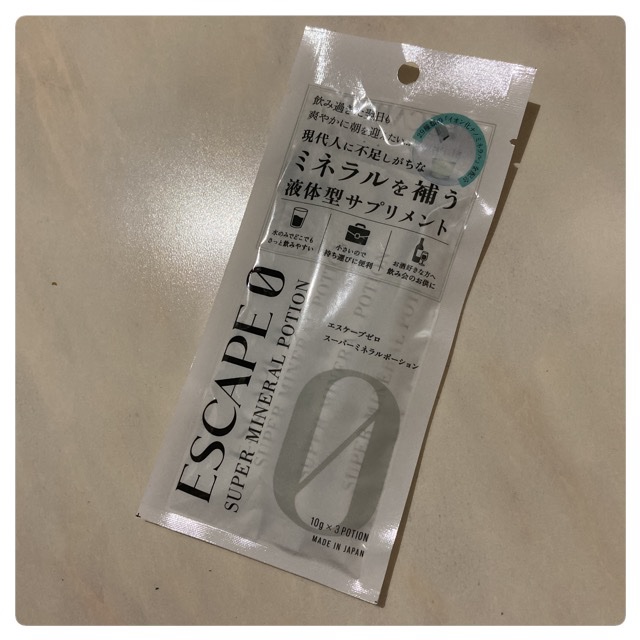 飲み過ぎた翌日も
爽やかに朝を迎えたい…
現代人に不足しがちな
ミネラルを補う
液体型サプリメント
水のみでどこでも
さっと飲みやすい
小さいので
持ち運びに便利
お酒好きな方へ
飲み会のお供に
ESCAPE 0
SUPER MINERAL POTION
エスケープゼロ
スーパーミネラルポーション
0
10g × 3 POTION
MADE IN JAPAN